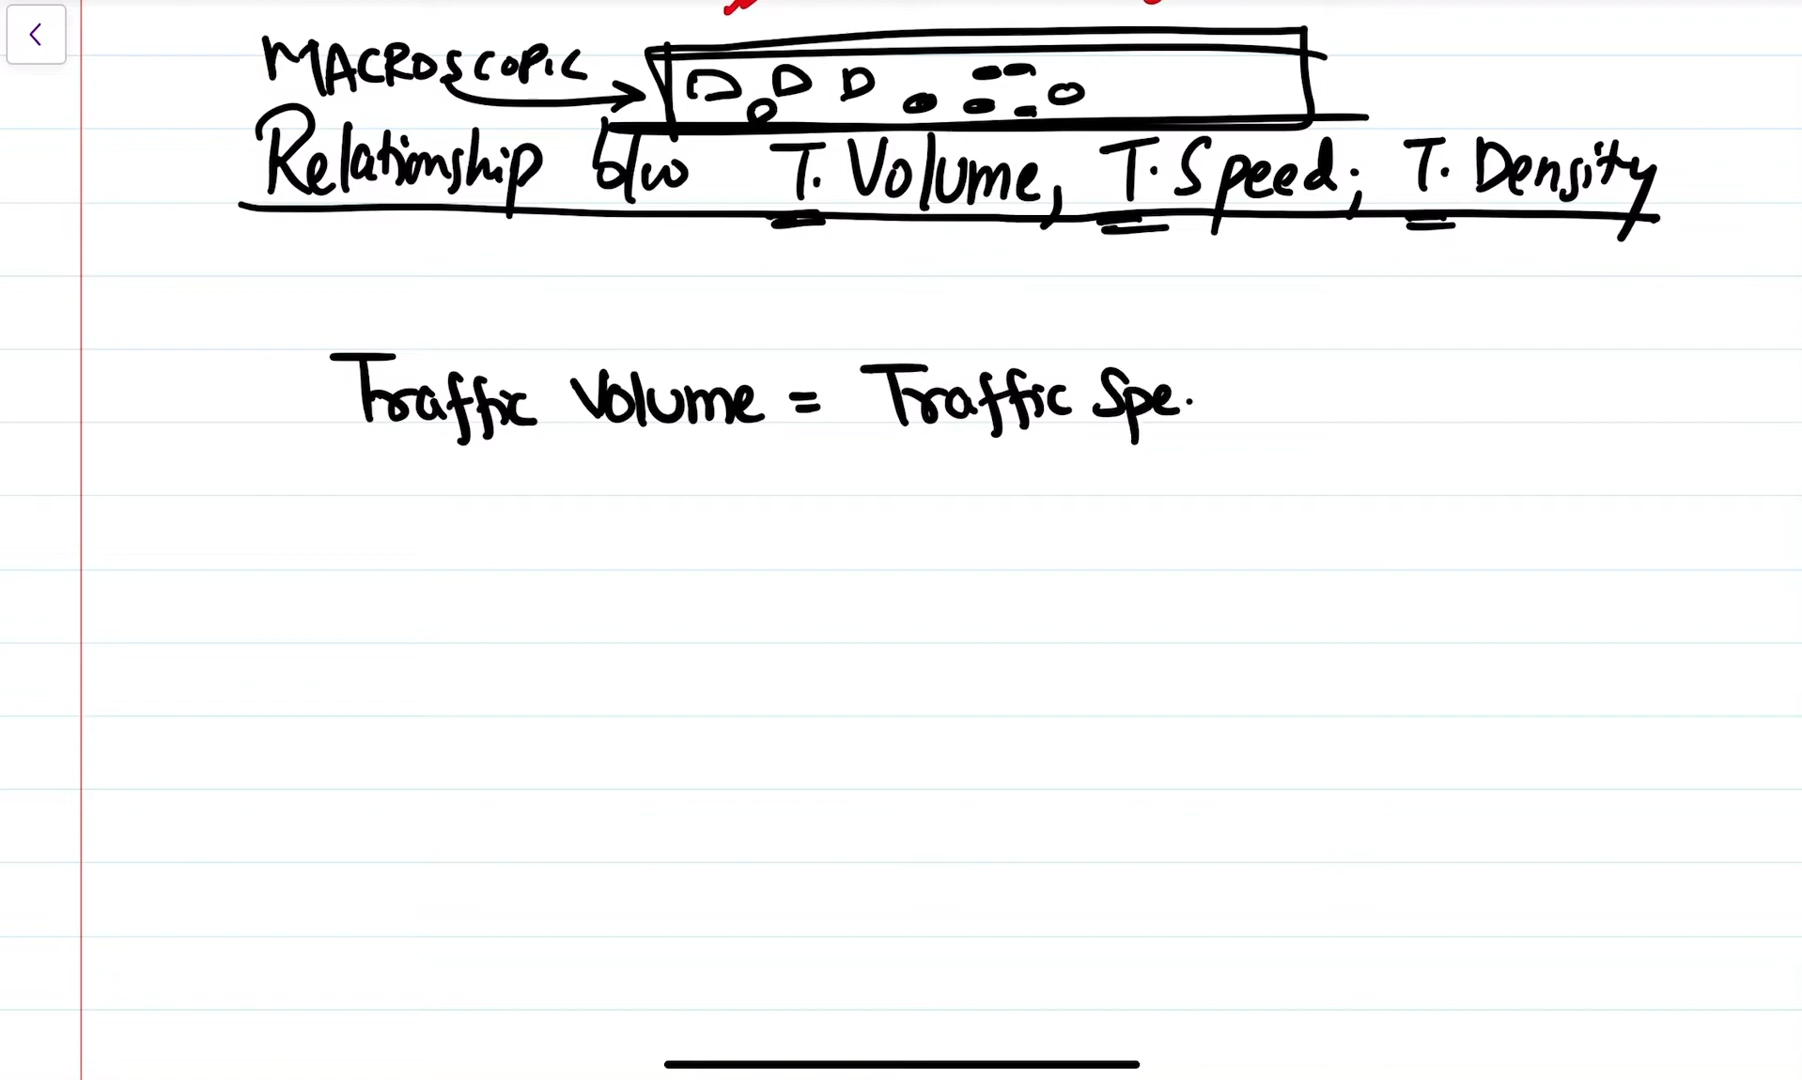 MACROSCOPIC
Relationship b/w T. Volume, T. Speed; T. Density
Traffic Volume = Traffic Spe.